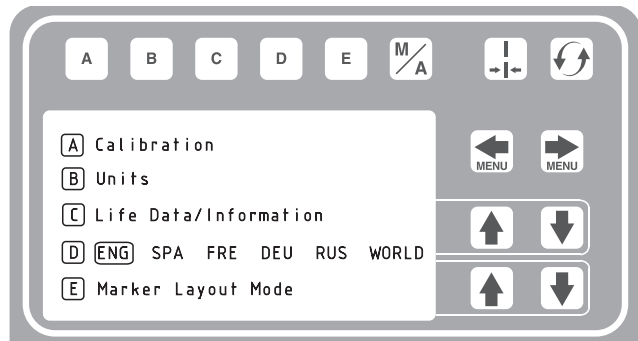 A B C D E M/A
MENU MENU
A Calibration
B Units
C Life Data/Information
D ENG SPA FRE DEU RUS WORLD
E Marker Layout Mode